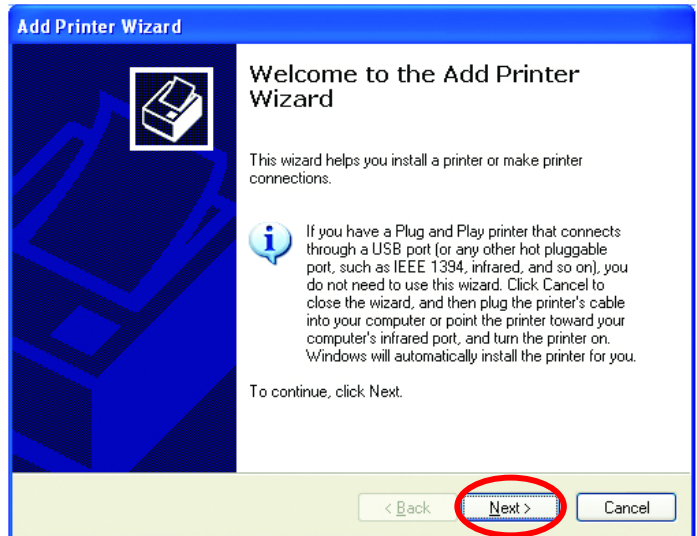 Add Printer Wizard
Welcome to the Add Printer
Wizard
This wizard helps you install a printer or make printer
connections.
If you have a Plug and Play printer that connects
through a USB port (or any other hot pluggable
port, such as IEEE 1394, infrared, and so on), you
do not need to use this wizard. Click Cancel to
close the wizard, and then plug the printer's cable
into your computer or point the printer toward your
computer's infrared port, and turn the printer on.
Windows will automatically install the printer for you.
To continue, click Next.
< Back Next > Cancel